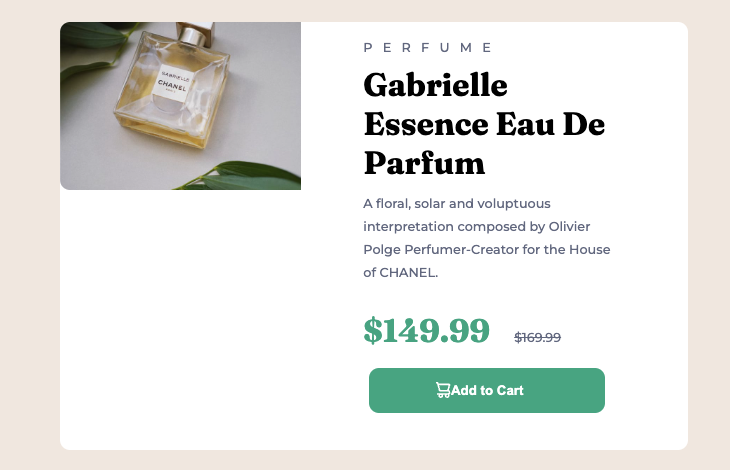 GABRIELLE
CHANEL
PERFUME
Gabrielle
Essence Eau De
Parfum
A floral, solar and voluptuous
interpretation composed by Olivier
Polge Perfumer-Creator for the House
of CHANEL.
$149.99 $169.99
Add to Cart